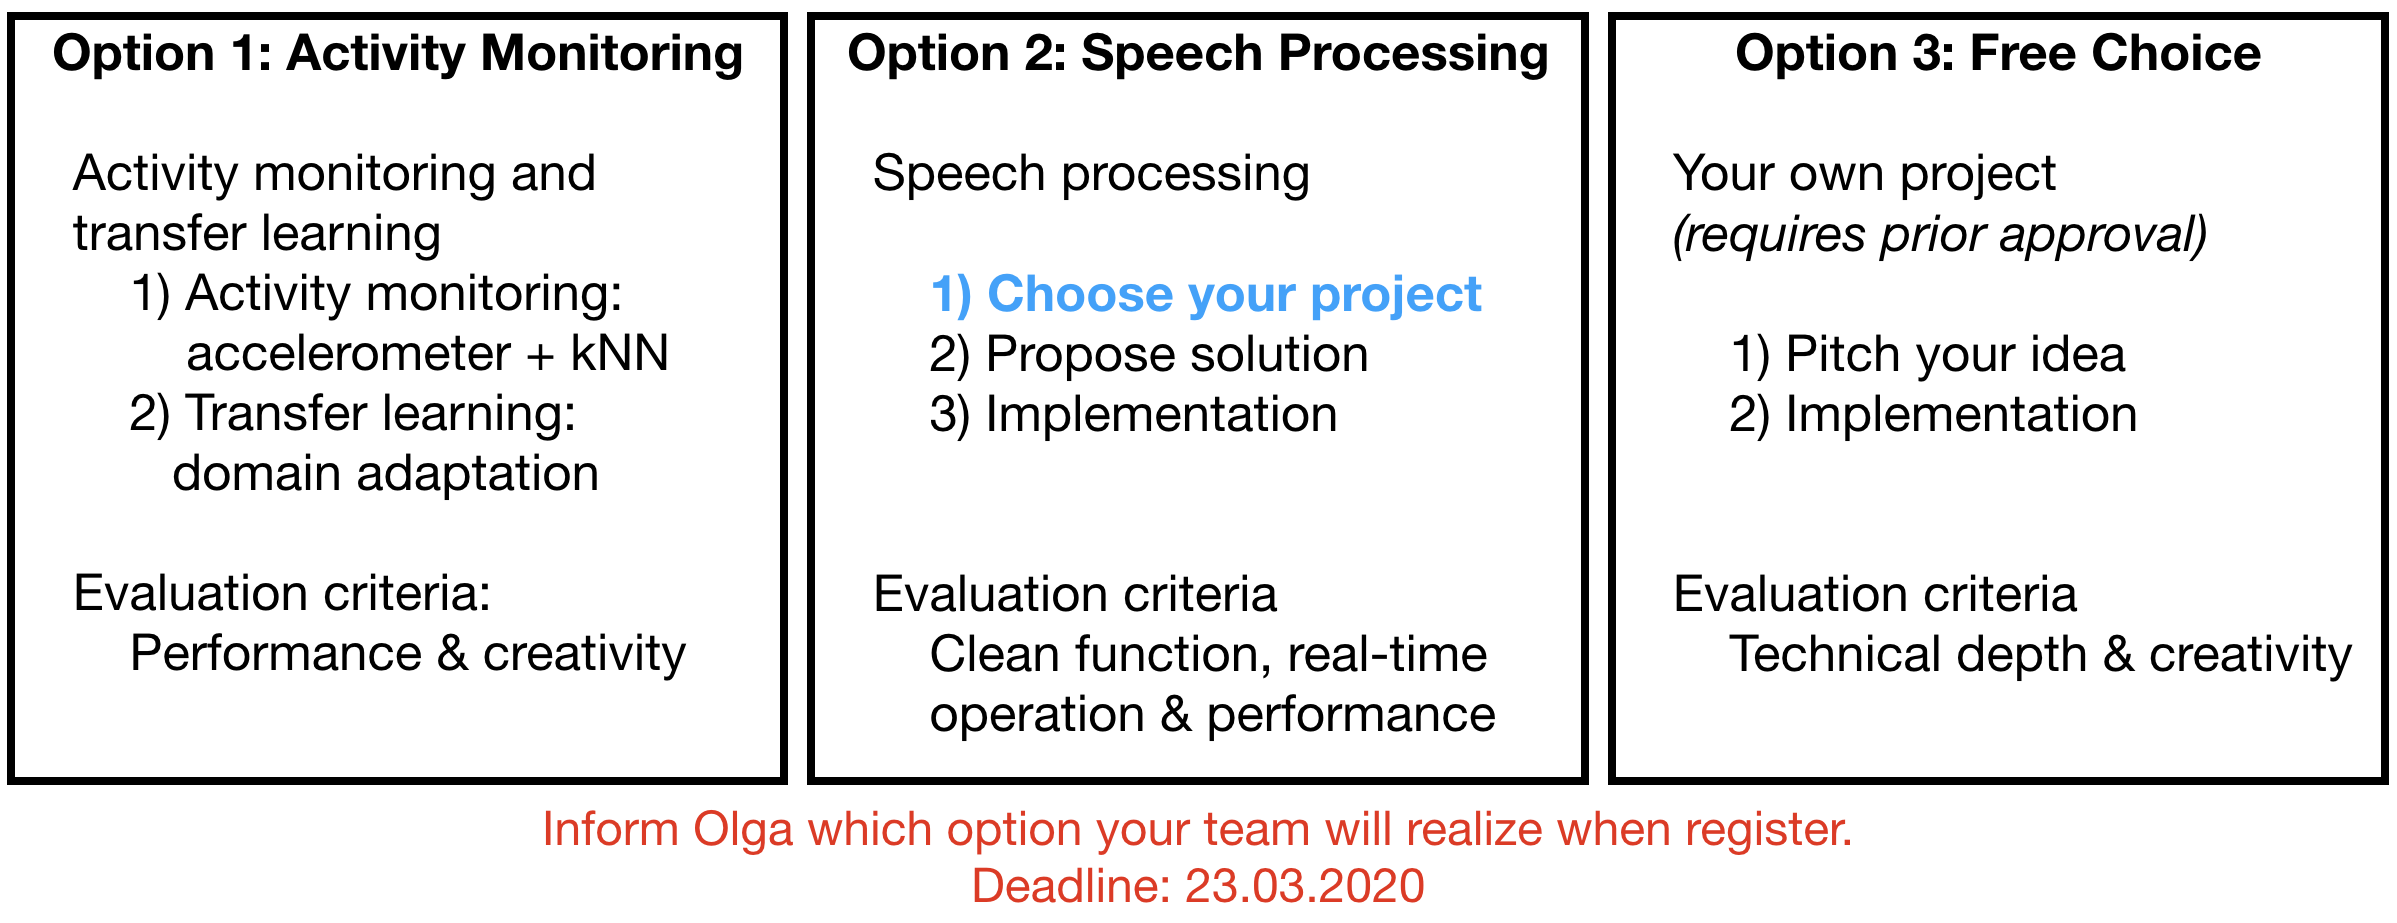 Option 1: Activity Monitoring
Activity monitoring and
transfer learning
1) Activity monitoring:
accelerometer + kNN
2) Transfer learning:
domain adaptation
Evaluation criteria:
Performance & creativity
Option 2: Speech Processing
Speech processing
1) Choose your project
2) Propose solution
3) Implementation
Evaluation criteria
Clean function, real-time
operation & performance
Option 3: Free Choice
Your own project
(requires prior approval)
1) Pitch your idea
2) Implementation
Evaluation criteria
Technical depth & creativity
Inform Olga which option your team will realize when register.
Deadline: 23.03.2020